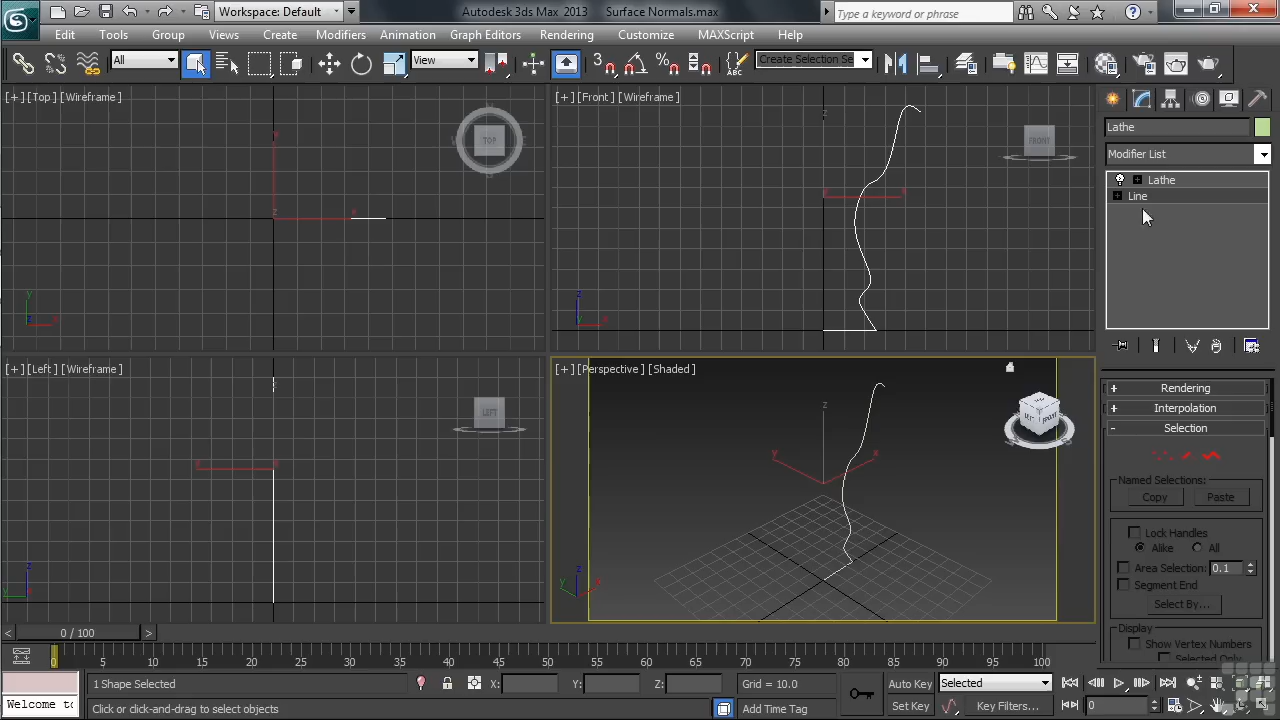 Workspace: Default
Autodesk 3ds Max 2013
Surface Normals.max
Type a keyword or phrase
Edit Tools Group Views Create Modifiers Animation Graph Editors Rendering Customize MAXScript Help
All
View
Create Selection Se
[+] [Top] [Wireframe]
TOP
[+] [Front] [Wireframe]
FRONT
Lathe
Modifier List
Lathe
Line
[+] [Left] [Wireframe]
LEFT
[+] [Perspective] [Shaded]
Rendering
Interpolation
Selection
Named Selections:
Copy Paste
Lock Handles
Alike All
Area Selection: 0.1
Segment End
Select By...
Display
Show Vertex Numbers
Selected Only
< 0 / 100 >
0 5 10 15 20 25 30 35 40 45 50 55 60 65 70 75 80 85 90 95 100
1 Shape Selected
X: Y: Z:
Grid = 10.0
Auto Key
Selected
Welcome to
Click or click-and-drag to select objects
Add Time Tag
Set Key
Key Filters...
0